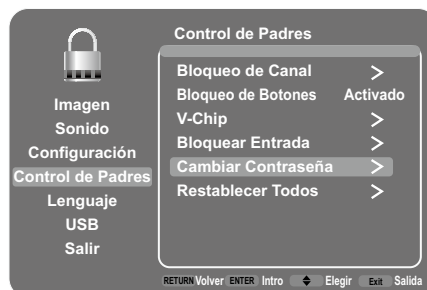 Control de Padres
Bloqueo de Canal >
Bloqueo de Botones Activado
V-Chip >
Bloquear Entrada >
Cambiar Contraseña >
Restablecer Todos >
Imagen
Sonido
Configuración
Control de Padres
Lenguaje
USB
Salir
RETURN Volver ENTER Intro Elegir Exit Salida